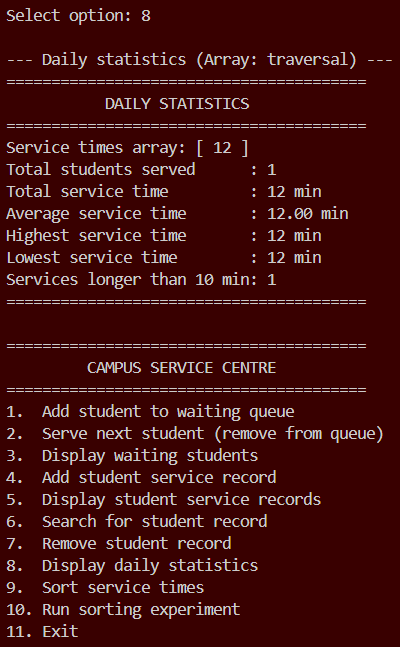 Select option: 8
--- Daily statistics (Array: traversal) ---
========================================
DAILY STATISTICS
========================================
Service times array: [ 12 ]
Total students served      : 1
Total service time         : 12 min
Average service time       : 12.00 min
Highest service time       : 12 min
Lowest service time        : 12 min
Services longer than 10 min: 1
========================================
========================================
CAMPUS SERVICE CENTRE
========================================
1.  Add student to waiting queue
2.  Serve next student (remove from queue)
3.  Display waiting students
4.  Add student service record
5.  Display student service records
6.  Search for student record
7.  Remove student record
8.  Display daily statistics
9.  Sort service times
10. Run sorting experiment
11. Exit